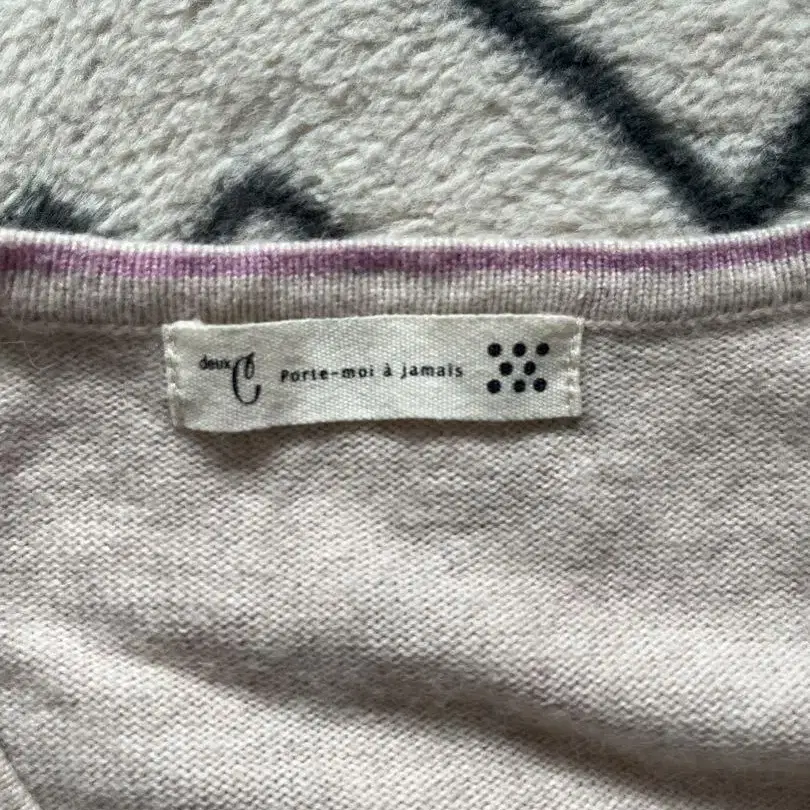 deux C Porte-moi à jamais